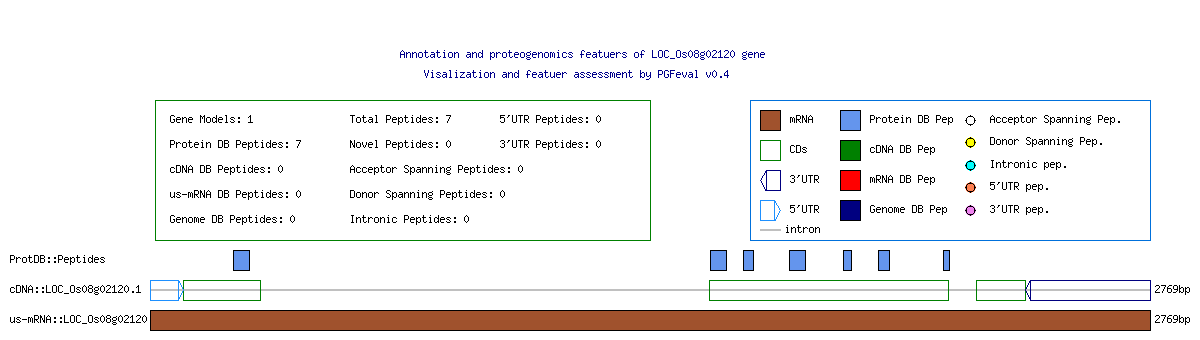 Annotation and proteogenomics featuers of LOC_Os08g02120 gene
Visalization and featuer assessment by PGFeval v0.4
Gene Models: 1
Total Peptides: 7
5'UTR Peptides: 0
Protein DB Peptides: 7
Novel Peptides: 0
3'UTR Peptides: 0
cDNA DB Peptides: 0
Acceptor Spanning Peptides: 0
us-mRNA DB Peptides: 0
Donor Spanning Peptides: 0
Genome DB Peptides: 0
Intronic Peptides: 0
mRNA
Protein DB Pep
Acceptor Spanning Pep.
CDs
cDNA DB Pep
Donor Spanning Pep.
3'UTR
mRNA DB Pep
Intronic pep.
5'UTR
Genome DB Pep
5'UTR pep.
3'UTR pep.
intron
ProtDB::Peptides
cDNA::LOC_Os08g02120.1
2769bp
us-mRNA::LOC_Os08g02120
2769bp